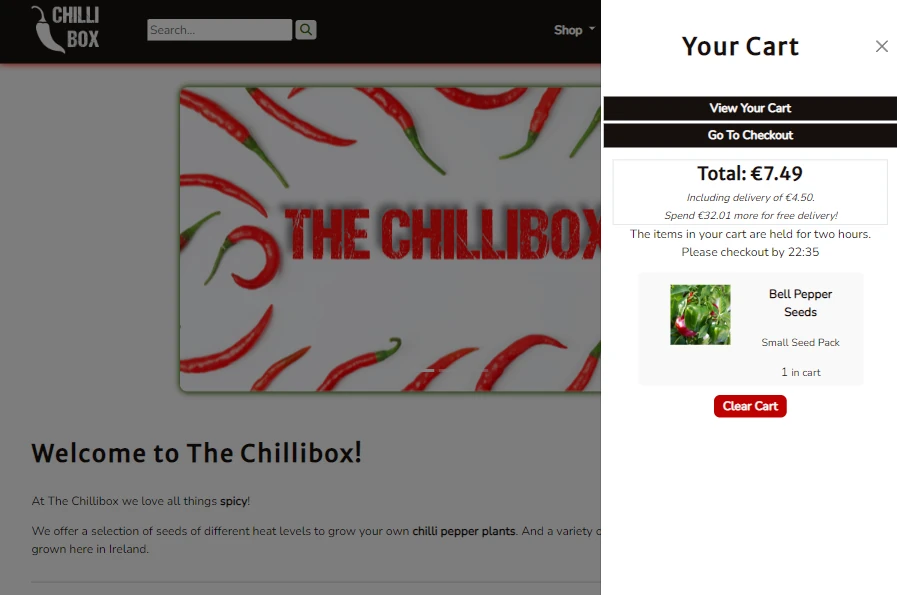 CHILLI
BOX
Search...
Shop
THE CHILLIBOX
Welcome to The Chillibox!
At The Chillibox we love all things spicy!
We offer a selection of seeds of different heat levels to grow your own chilli pepper plants. And a variety
grown here in Ireland.
Your Cart
View Your Cart
Go To Checkout
Total: €7.49
Including delivery of €4.50.
Spend €32.01 more for free delivery!
The items in your cart are held for two hours.
Please checkout by 22:35
Bell Pepper
Seeds
Small Seed Pack
1 in cart
Clear Cart